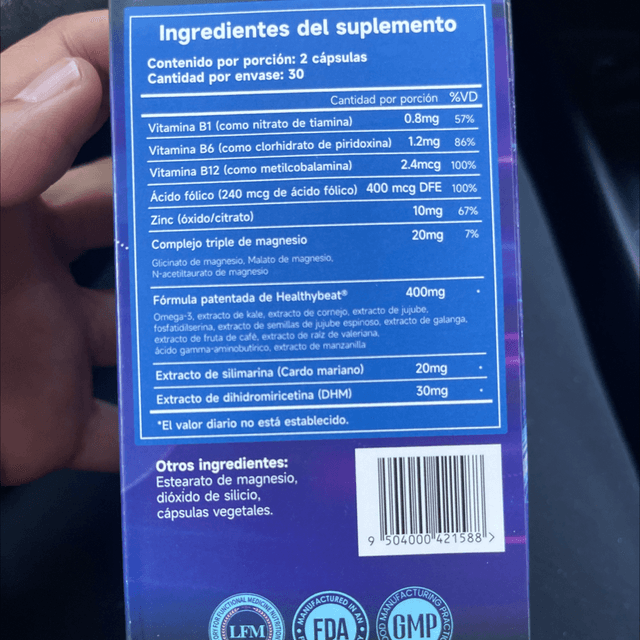 Ingredientes del suplemento
Contenido por porción: 2 cápsulas
Cantidad por envase: 30
Cantidad por porción %VD
Vitamina B1 (como nitrato de tiamina) 0.8mg 57%
Vitamina B6 (como clorhidrato de piridoxina) 1.2mg 86%
Vitamina B12 (como metilcobalamina) 2.4mcg 100%
Ácido fólico (240 mcg de ácido fólico) 400 mcg DFE 100%
Zinc (óxido/citrato) 10mg 67%
Complejo triple de magnesio 20mg 7%
Glicinato de magnesio, Malato de magnesio,
N-acetiltaurato de magnesio
Fórmula patentada de Healthybeat® 400mg *
Omega-3, extracto de kale, extracto de cornejo, extracto de jujube,
fosfatidilserina, extracto de semillas de jujube espinoso, extracto de galanga,
extracto de fruta de café, extracto de raíz de valeriana,
ácido gamma-aminobutírico, extracto de manzanilla
Extracto de silimarina (Cardo mariano) 20mg *
Extracto de dihidromiricetina (DHM) 30mg *
*El valor diario no está establecido.
Otros ingredientes:
Estearato de magnesio,
dióxido de silicio,
cápsulas vegetales.
9 504000 421588 >
FUNCTIONAL MEDICINE
LFM
MANUFACTURED IN AN
FDA
MANUFACTURING
GMP